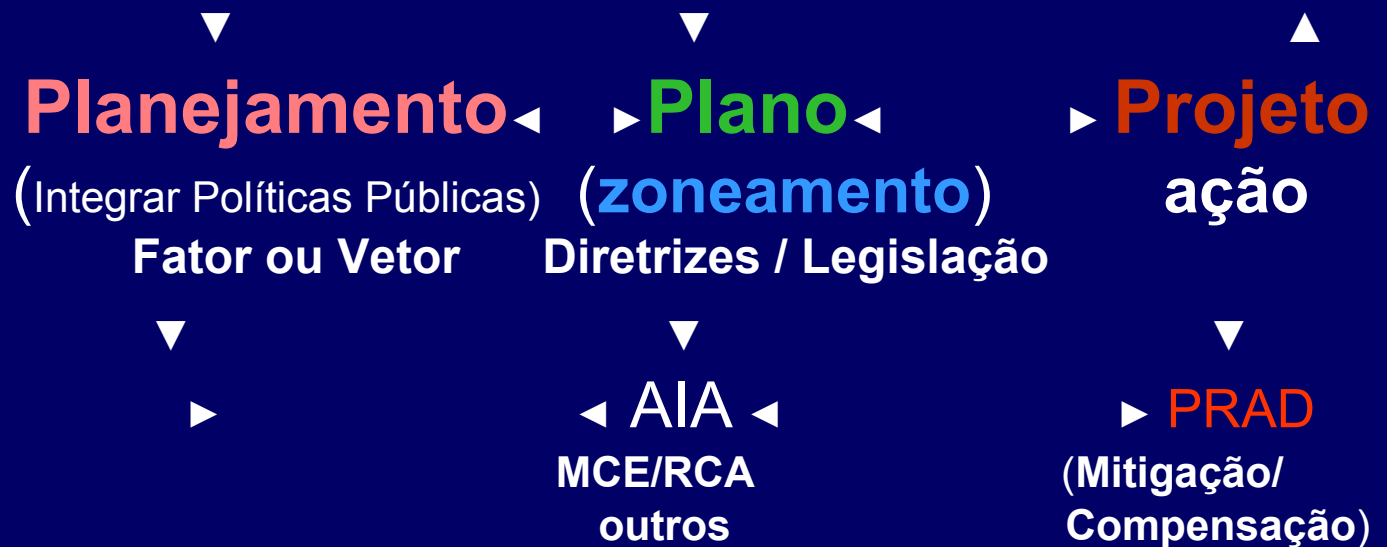 ▼ ▼ ▲
Planejamento◄ ►Plano◄ ► Projeto
(Integrar Políticas Públicas) (zoneamento) ação
Fator ou Vetor Diretrizes / Legislação
▼ ▼ ▼
► ◄ AIA ◄ ► PRAD
MCE/RCA (Mitigação/
outros Compensação)